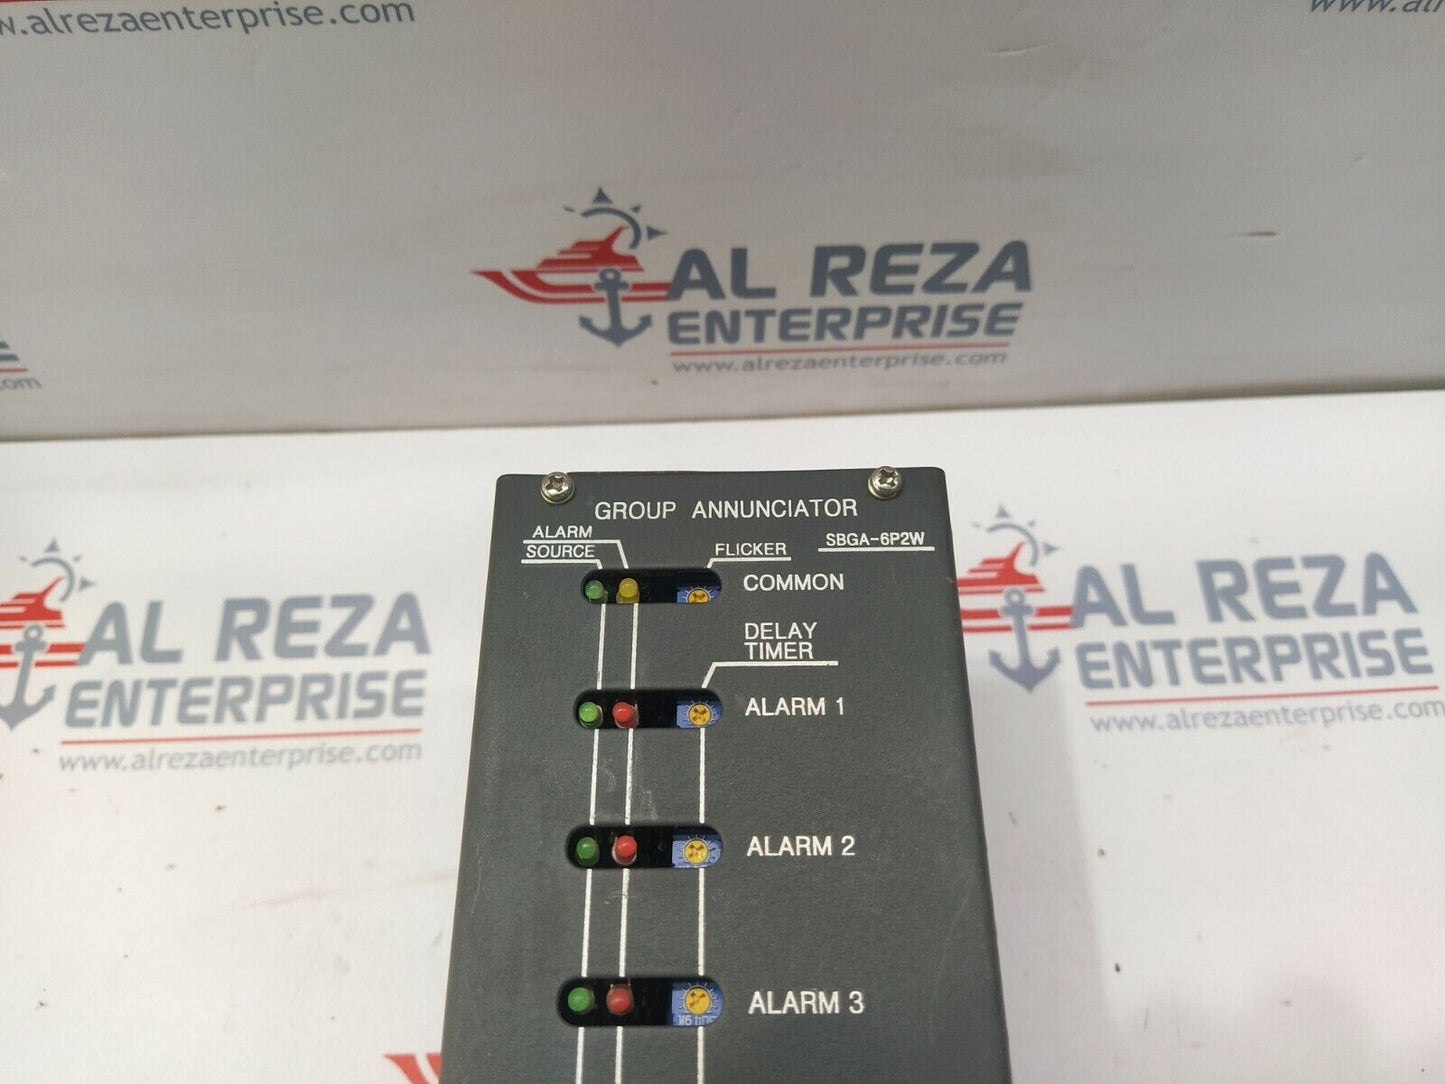 w.alrezaenterprise.com
AL REZA
ENTERPRISE
www.alrezaenterprise.com
com
GROUP ANNUNCIATOR
SBGA-6P2W
ALARM
SOURCE
FLICKER
COMMON
DELAY
TIMER
ALARM 1
ALARM 2
ALARM 3
AL REZA
ENTERPRISE
www.alrezaenterprise.com
AL REZA
ENTERPRISE
www.alrezaenterprise.com